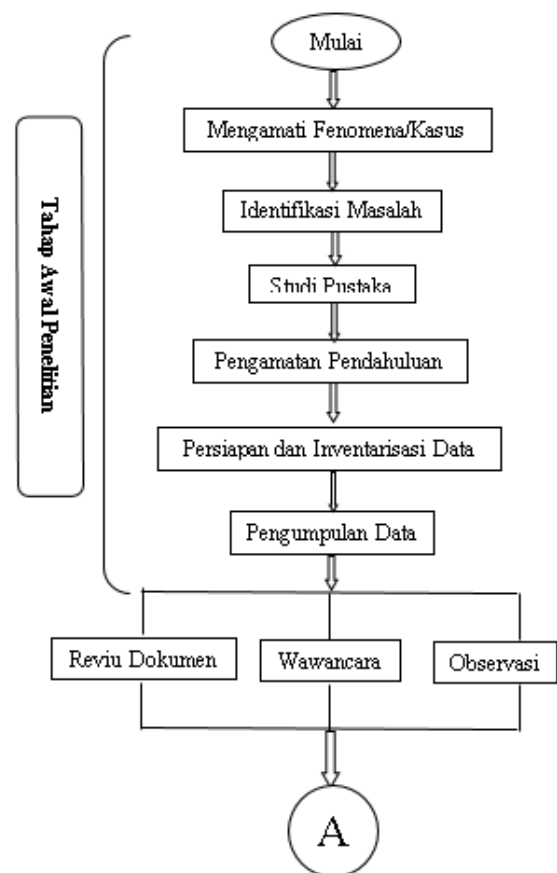 Mulai
Mengamati Fenomena/Kasus
Identifikasi Masalah
Studi Pustaka
Pengamatan Pendahuluan
Persiapan dan Inventarisasi Data
Pengumpulan Data
Tahap Awal Penelitian
Reviu Dokumen
Wawancara
Observasi
A